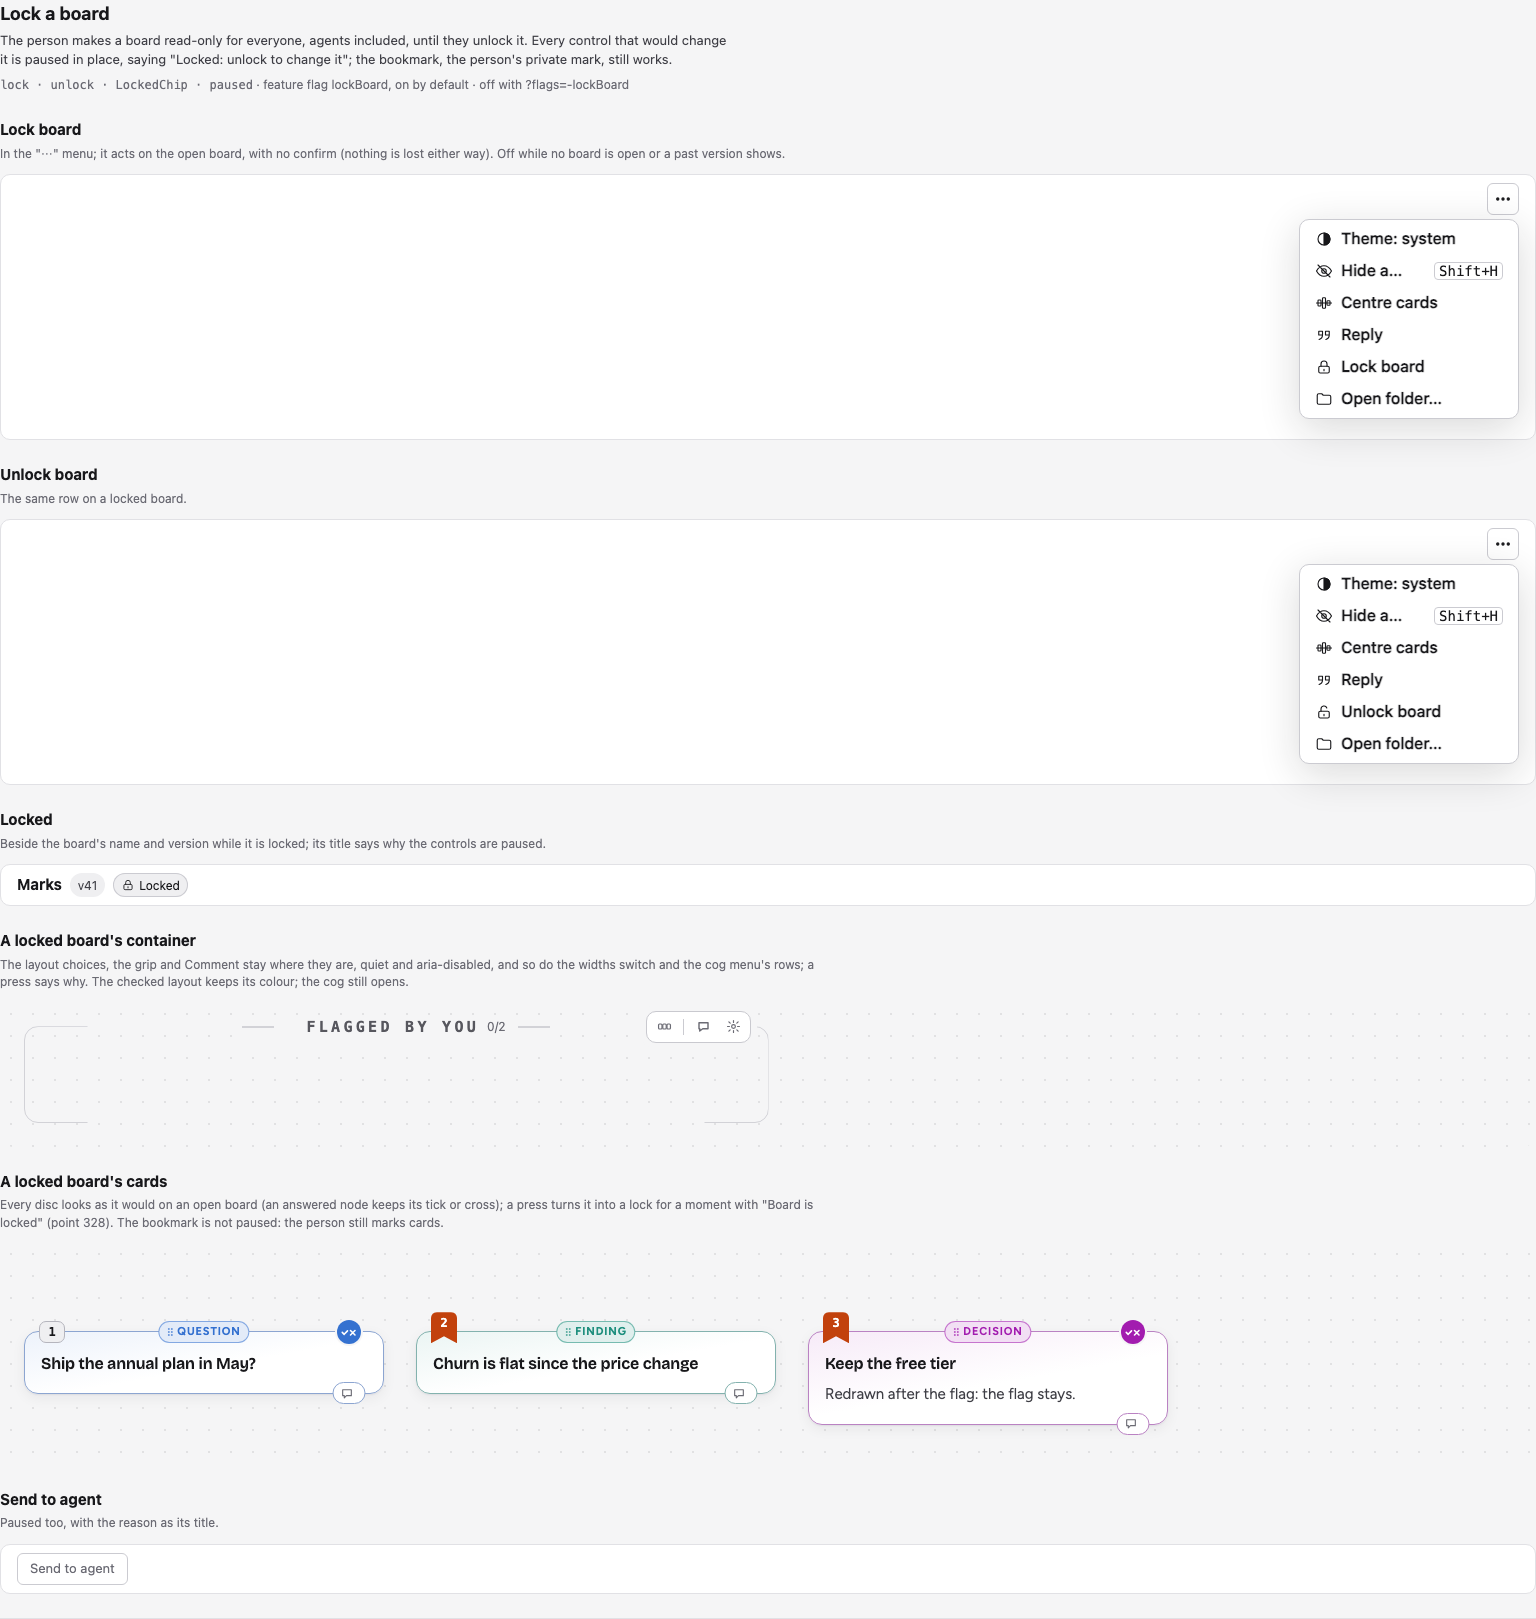 Lock a board
The person makes a board read-only for everyone, agents included, until they unlock it. Every control that would change
it is paused in place, saying "Locked: unlock to change it"; the bookmark, the person's private mark, still works.
lock · unlock · LockedChip · paused · feature flag lockBoard, on by default · off with ?flags=-lockBoard
Lock board
In the "···" menu; it acts on the open board, with no confirm (nothing is lost either way). Off while no board is open or a past version shows.
Theme: system
Hide a... Shift+H
Centre cards
Reply
Lock board
Open folder...
Unlock board
The same row on a locked board.
Theme: system
Hide a... Shift+H
Centre cards
Reply
Unlock board
Open folder...
Locked
Beside the board's name and version while it is locked; its title says why the controls are paused.
Marks v41 Locked
A locked board's container
The layout choices, the grip and Comment stay where they are, quiet and aria-disabled, and so do the widths switch and the cog menu's rows; a
press says why. The checked layout keeps its colour; the cog still opens.
FLAGGED BY YOU 0/2
A locked board's cards
Every disc looks as it would on an open board (an answered node keeps its tick or cross); a press turns it into a lock for a moment with "Board is
locked" (point 328). The bookmark is not paused: the person still marks cards.
1 QUESTION
Ship the annual plan in May?
2 FINDING
Churn is flat since the price change
3 DECISION
Keep the free tier
Redrawn after the flag: the flag stays.
Send to agent
Paused too, with the reason as its title.
Send to agent